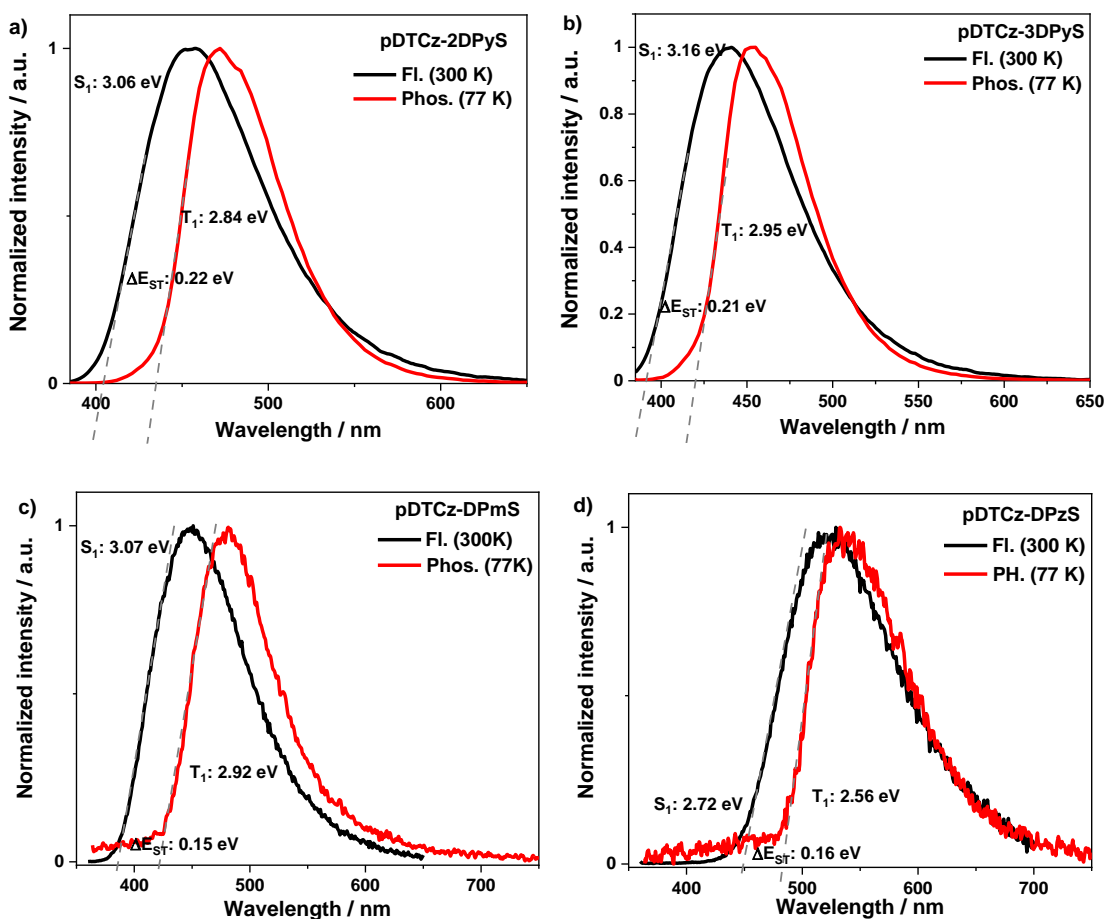 a)
pDTCz-2DPyS
Fl. (300 K)
Phos. (77 K)
S1: 3.06 eV
T1: 2.84 eV
ΔEST: 0.22 eV
Normalized intensity / a.u.
1
0
400
500
600
Wavelength / nm
b)
pDTCz-3DPyS
Fl. (300 K)
Phos. (77 K)
S1: 3.16 eV
T1: 2.95 eV
ΔEST: 0.21 eV
Normalized intensity / a.u.
1
0.8
0.6
0.4
0.2
0
400
450
500
550
600
650
Wavelength / nm
c)
pDTCz-DPmS
Fl. (300K)
Phos. (77K)
S1: 3.07 eV
T1: 2.92 eV
ΔEST: 0.15 eV
Normalized intensity / a.u.
1
0
400
500
600
700
Wavelength / nm
d)
pDTCz-DPzS
Fl. (300 K)
PH. (77 K)
S1: 2.72 eV
T1: 2.56 eV
ΔEST: 0.16 eV
Normalized intensity / a.u.
1
0
400
500
600
700
Wavelength / nm